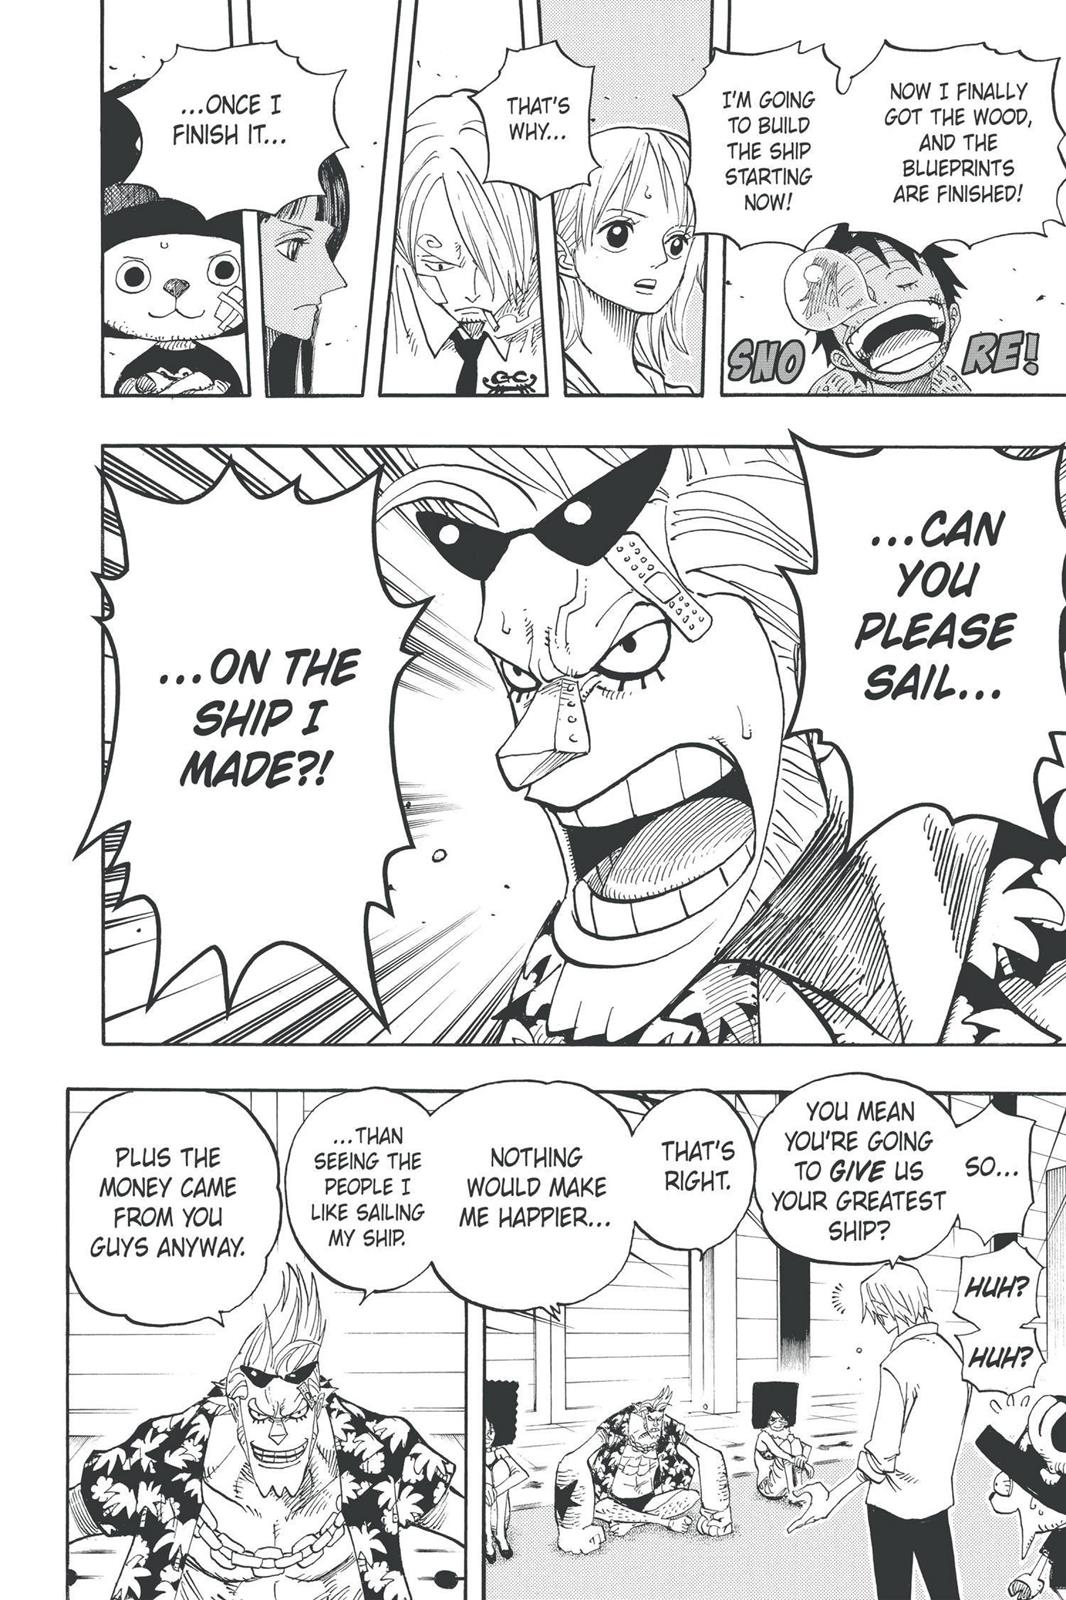 NOW I FINALLY
GOT THE WOOD,
AND THE
BLUEPRINTS
ARE FINISHED!
I'M GOING
TO BUILD
THE SHIP
STARTING
NOW!
SNORE!
THAT'S
WHY...
GC
...ONCE I
FINISH IT...
...CAN
YOU
PLEASE
SAIL...
...ON THE
SHIP I
MADE?!
SO...
YOU MEAN
YOU'RE GOING
TO GIVE US
YOUR GREATEST
SHIP?
HUH?
HUH?
THAT'S
RIGHT.
NOTHING
WOULD MAKE
ME HAPPIER...
...THAN
SEEING THE
PEOPLE I
LIKE SAILING
MY SHIP.
PLUS THE
MONEY CAME
FROM YOU
GUYS ANYWAY.